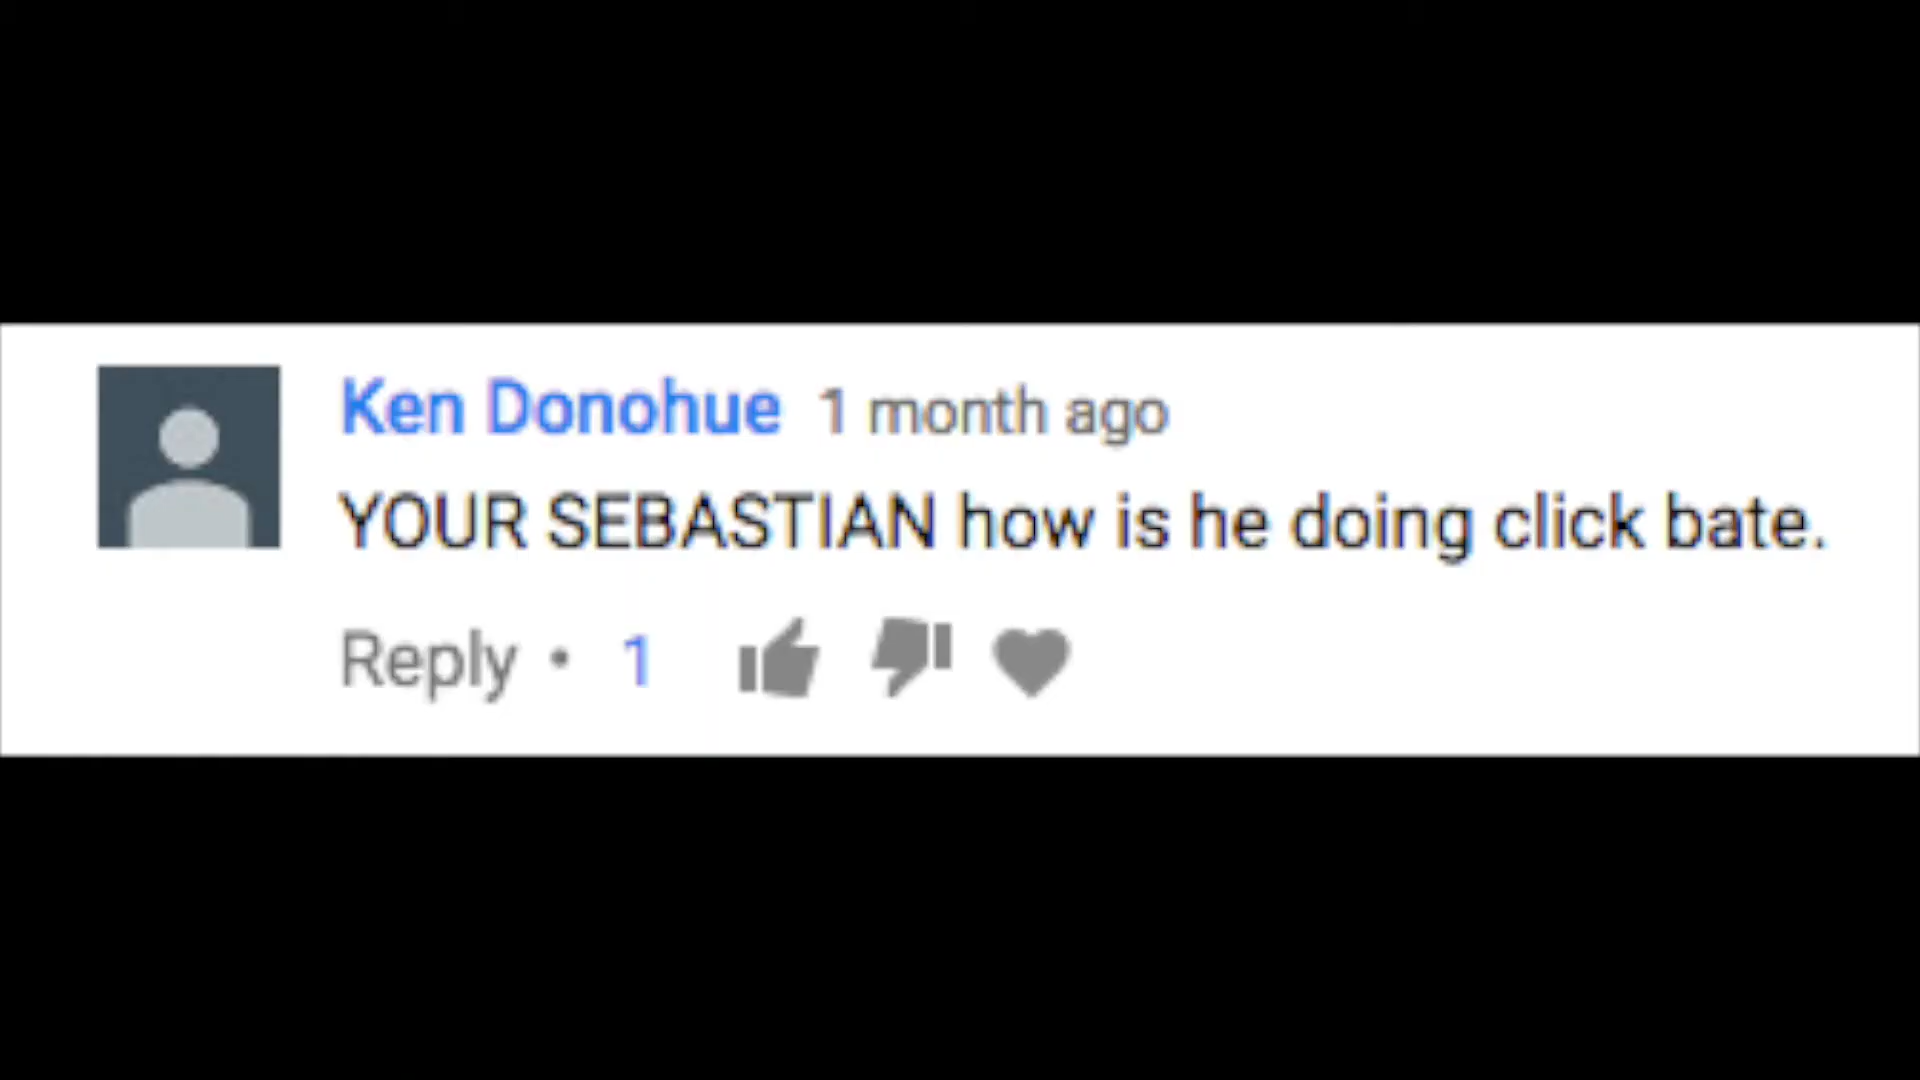 Ken Donohue 1 month ago
YOUR SEBASTIAN how is he doing click bate.
Reply • 1